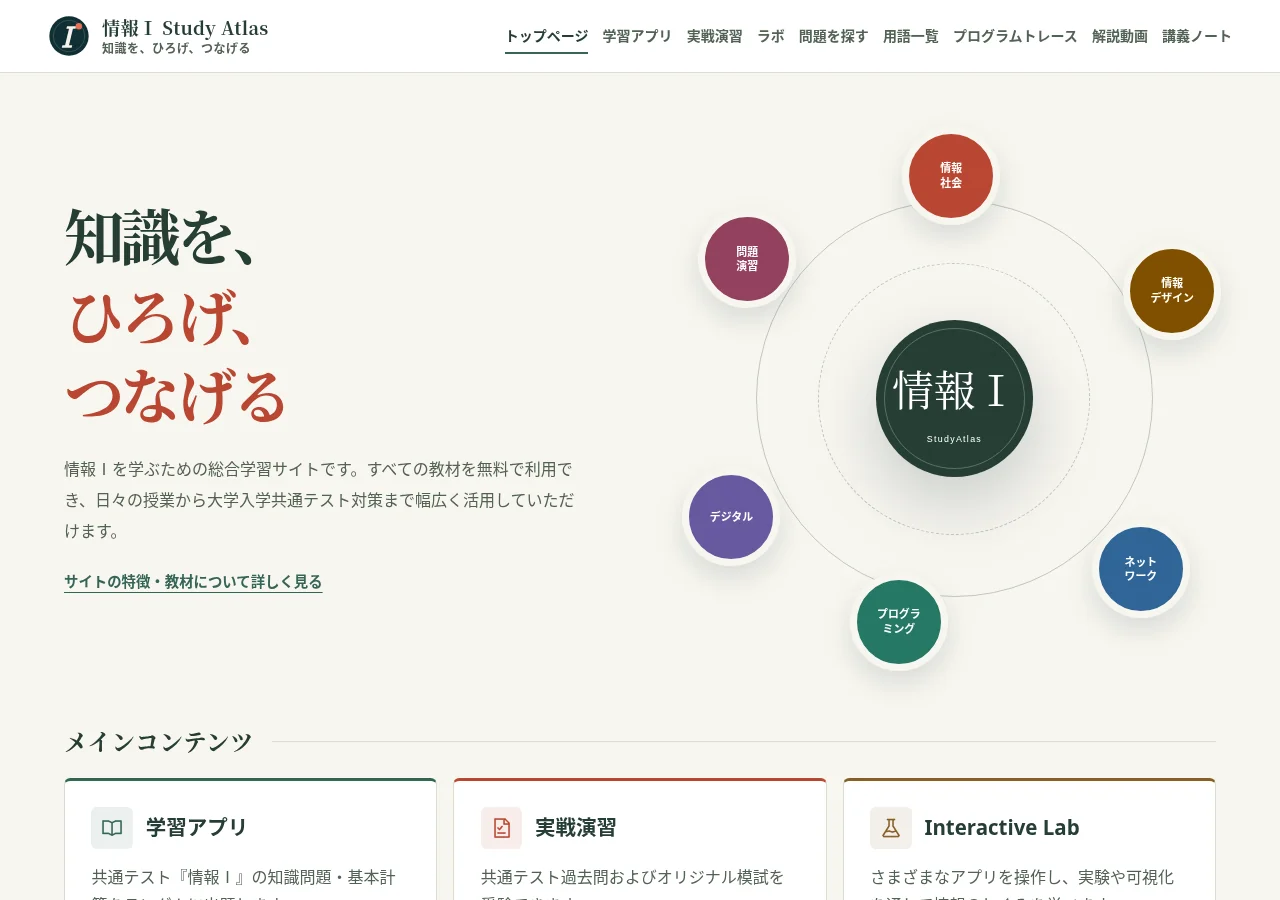 情報Ⅰ Study Atlas
知識を、ひろげ、つなげる
トップページ 学習アプリ 実戦演習 ラボ 問題を探す 用語一覧 プログラムトレース 解説動画 講義ノート
知識を、
ひろげ、
つなげる
情報Ⅰを学ぶための総合学習サイトです。すべての教材を無料で利用で
き、日々の授業から大学入学共通テスト対策まで幅広く活用していただ
けます。
サイトの特徴・教材について詳しく見る
情報
社会
問題
演習
情報
デザイン
情報Ⅰ
StudyAtlas
デジタル
ネット
ワーク
プログラ
ミング
メインコンテンツ
学習アプリ
共通テスト『情報Ⅰ』の知識問題・基本計
実戦演習
共通テスト過去問およびオリジナル模試を
Interactive Lab
さまざまなアプリを操作し、実験や可視化